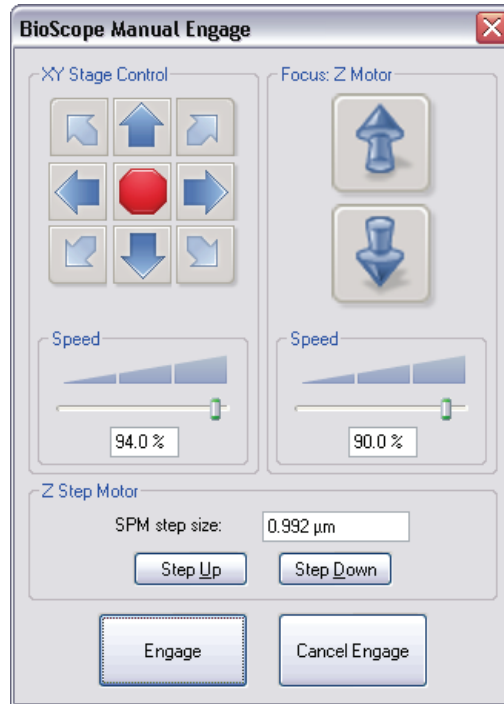 BioScope Manual Engage
XY Stage Control
Focus: Z Motor
Speed
94.0 %
Speed
90.0 %
Z Step Motor
SPM step size: 0.992 µm
Step Up Step Down
Engage Cancel Engage